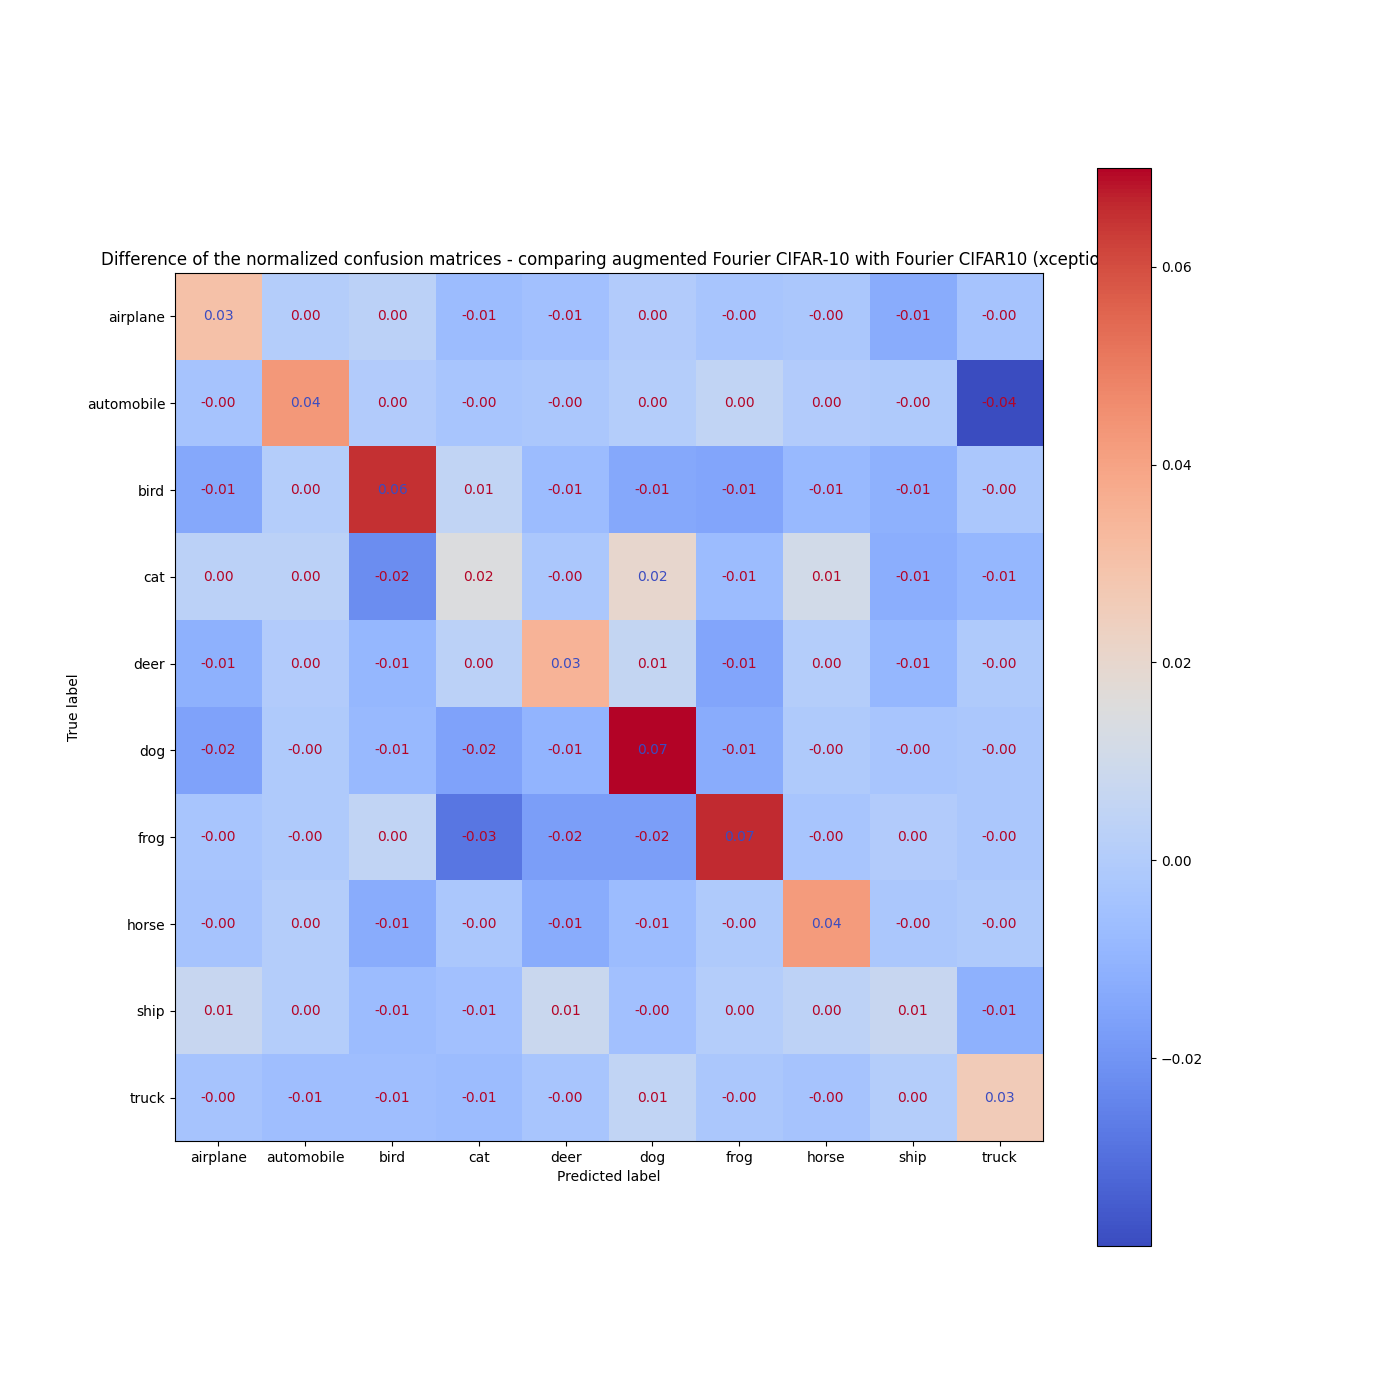 Difference of the normalized confusion matrices - comparing augmented Fourier CIFAR-10 with Fourier CIFAR10 (xceptio
airplane 0.03 0.00 0.00 -0.01 -0.01 0.00 -0.00 -0.00 -0.01 -0.00
automobile -0.00 0.04 0.00 -0.00 -0.00 0.00 0.00 0.00 -0.00 -0.04
bird -0.01 0.00 0.06 0.01 -0.01 -0.01 -0.01 -0.01 -0.01 -0.00
cat 0.00 0.00 -0.02 0.02 -0.00 0.02 -0.01 0.01 -0.01 -0.01
deer -0.01 0.00 -0.01 0.00 0.03 0.01 -0.01 0.00 -0.01 -0.00
dog -0.02 -0.00 -0.01 -0.02 -0.01 0.07 -0.01 -0.00 -0.00 -0.00
frog -0.00 -0.00 0.00 -0.03 -0.02 -0.02 0.07 -0.00 0.00 -0.00
horse -0.00 0.00 -0.01 -0.00 -0.01 -0.01 -0.00 0.04 -0.00 -0.00
ship 0.01 0.00 -0.01 -0.01 0.01 -0.00 0.00 0.00 0.01 -0.01
truck -0.00 -0.01 -0.01 -0.01 -0.00 0.01 -0.00 -0.00 0.00 0.03
airplane automobile bird cat deer dog frog horse ship truck
Predicted label
True label
0.06
0.04
0.02
0.00
−0.02